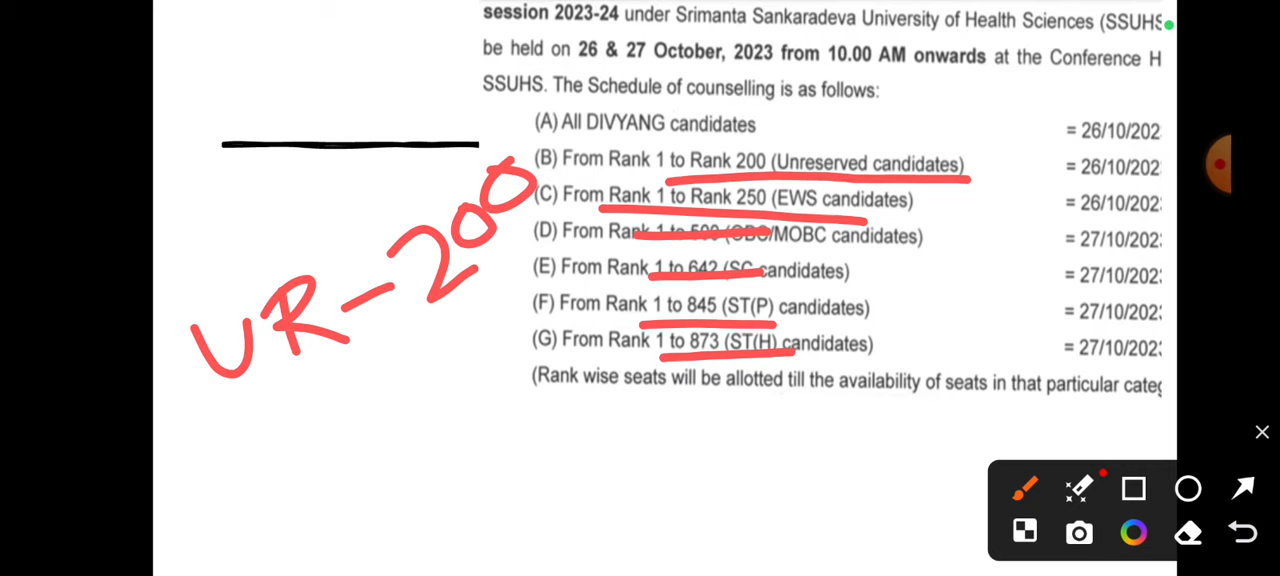 session 2023-24 under Srimanta Sankaradeva University of Health Sciences (SSUHS
be held on 26 & 27 October, 2023 from 10.00 AM onwards at the Conference H
SSUHS. The Schedule of counselling is as follows:
(A) All DIVYANG candidates = 26/10/202
(B) From Rank 1 to Rank 200 (Unreserved candidates) = 26/10/202
(C) From Rank 1 to Rank 250 (EWS candidates) = 26/10/202
(D) From Rank 1 to 500 (OBC/MOBC candidates) = 27/10/202
(E) From Rank 1 to 642 (SC candidates) = 27/10/202
(F) From Rank 1 to 845 (ST(P) candidates) = 27/10/202
(G) From Rank 1 to 873 (ST(H) candidates) = 27/10/202
(Rank wise seats will be allotted till the availability of seats in that particular categ
UR-200